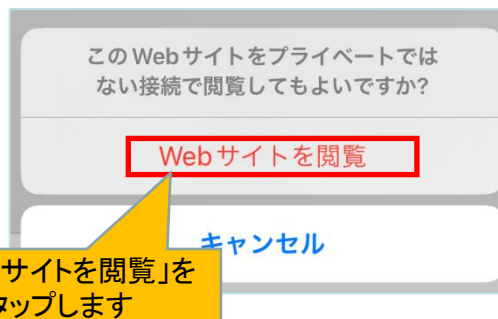 このWebサイトをプライベートでは
ない接続で閲覧してもよいですか?
Webサイトを閲覧
キャンセル
サイトを閲覧」を
タップします